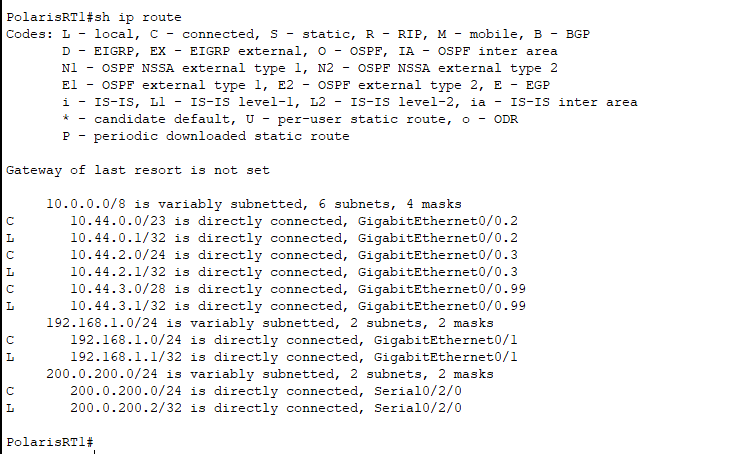 PolarisRT1#sh ip route
Codes: L - local, C - connected, S - static, R - RIP, M - mobile, B - BGP
       D - EIGRP, EX - EIGRP external, O - OSPF, IA - OSPF inter area
       N1 - OSPF NSSA external type 1, N2 - OSPF NSSA external type 2
       E1 - OSPF external type 1, E2 - OSPF external type 2, E - EGP
       i - IS-IS, L1 - IS-IS level-1, L2 - IS-IS level-2, ia - IS-IS inter area
       * - candidate default, U - per-user static route, o - ODR
       P - periodic downloaded static route

Gateway of last resort is not set

     10.0.0.0/8 is variably subnetted, 6 subnets, 4 masks
C       10.44.0.0/23 is directly connected, GigabitEthernet0/0.2
L       10.44.0.1/32 is directly connected, GigabitEthernet0/0.2
C       10.44.2.0/24 is directly connected, GigabitEthernet0/0.3
L       10.44.2.1/32 is directly connected, GigabitEthernet0/0.3
C       10.44.3.0/28 is directly connected, GigabitEthernet0/0.99
L       10.44.3.1/32 is directly connected, GigabitEthernet0/0.99
     192.168.1.0/24 is variably subnetted, 2 subnets, 2 masks
C       192.168.1.0/24 is directly connected, GigabitEthernet0/1
L       192.168.1.1/32 is directly connected, GigabitEthernet0/1
     200.0.200.0/24 is variably subnetted, 2 subnets, 2 masks
C       200.0.200.0/24 is directly connected, Serial0/2/0
L       200.0.200.2/32 is directly connected, Serial0/2/0

PolarisRT1#